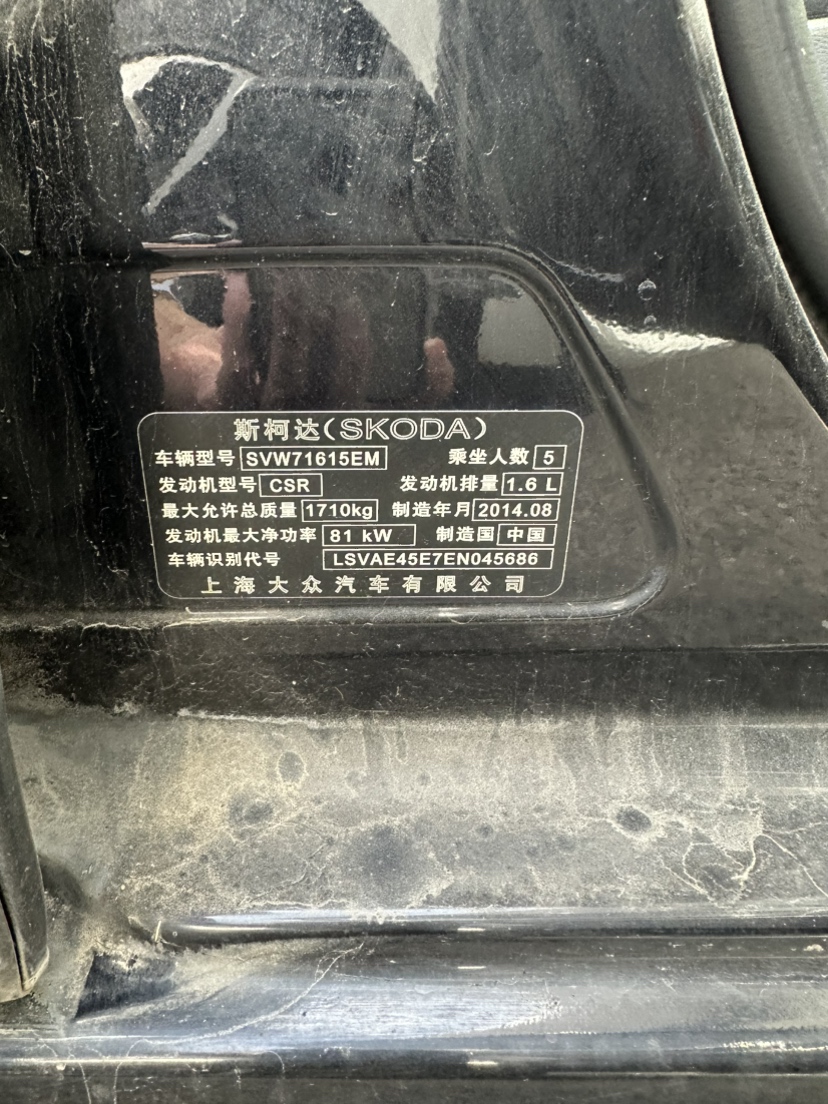 斯柯达(SKODA)
车辆型号 SVW71615EM 乘坐人数 5
发动机型号 CSR 发动机排量 1.6 L
最大允许总质量 1710kg 制造年月 2014.08
发动机最大净功率 81 kW 制造国 中国
车辆识别代号 LSVAE45E7EN045686
上海大众汽车有限公司